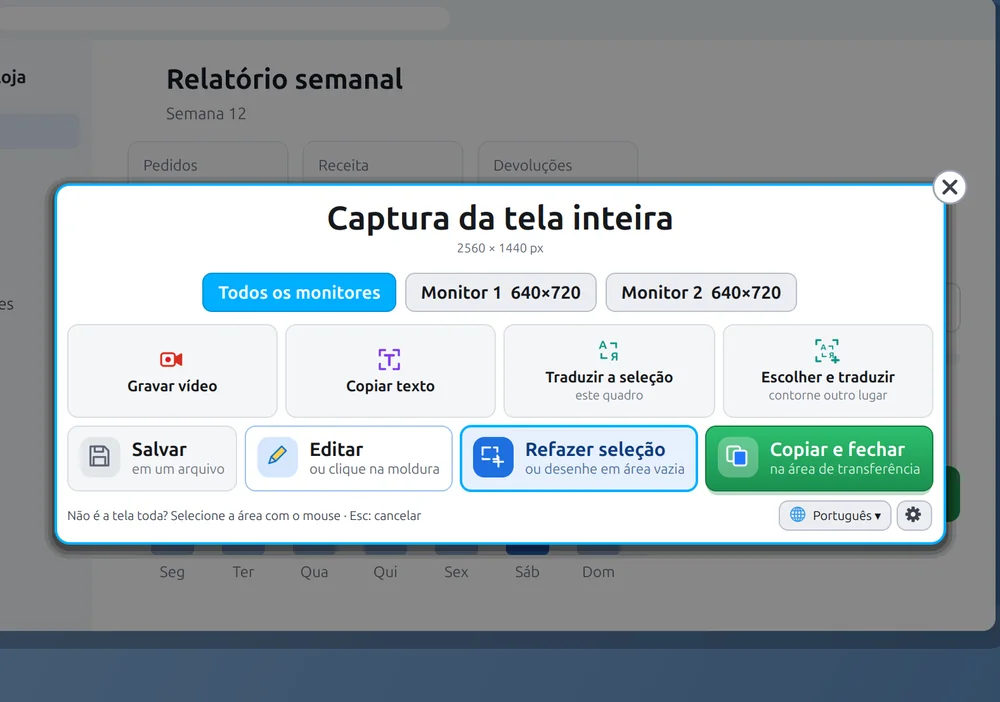 Relatório semanal
Semana 12
Pedidos
Receita
Devoluções
Captura da tela inteira
2560 × 1440 px
Todos os monitores
Monitor 1 640×720
Monitor 2 640×720
Gravar vídeo
Copiar texto
Traduzir a seleção
este quadro
Escolher e traduzir
contorne outro lugar
Salvar
em um arquivo
Editar
ou clique na moldura
Refazer seleção
ou desenhe em área vazia
Copiar e fechar
na área de transferência
Não é a tela toda? Selecione a área com o mouse · Esc: cancelar
Português ▾
Seg
Ter
Qua
Qui
Sex
Sáb
Dom